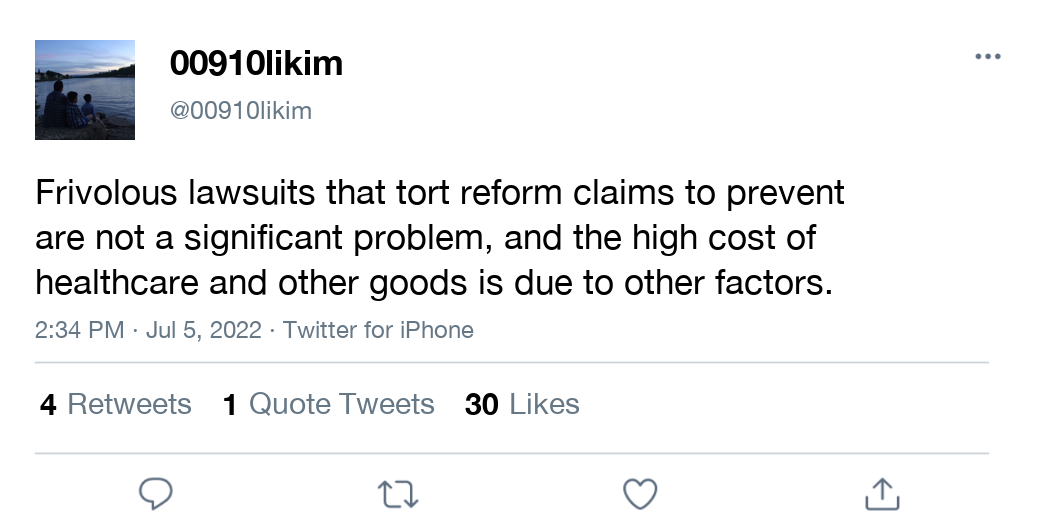 00910likim
@00910likim
Frivolous lawsuits that tort reform claims to prevent
are not a significant problem, and the high cost of
healthcare and other goods is due to other factors.
2:34 PM · Jul 5, 2022 · Twitter for iPhone
4 Retweets 1 Quote Tweets 30 Likes